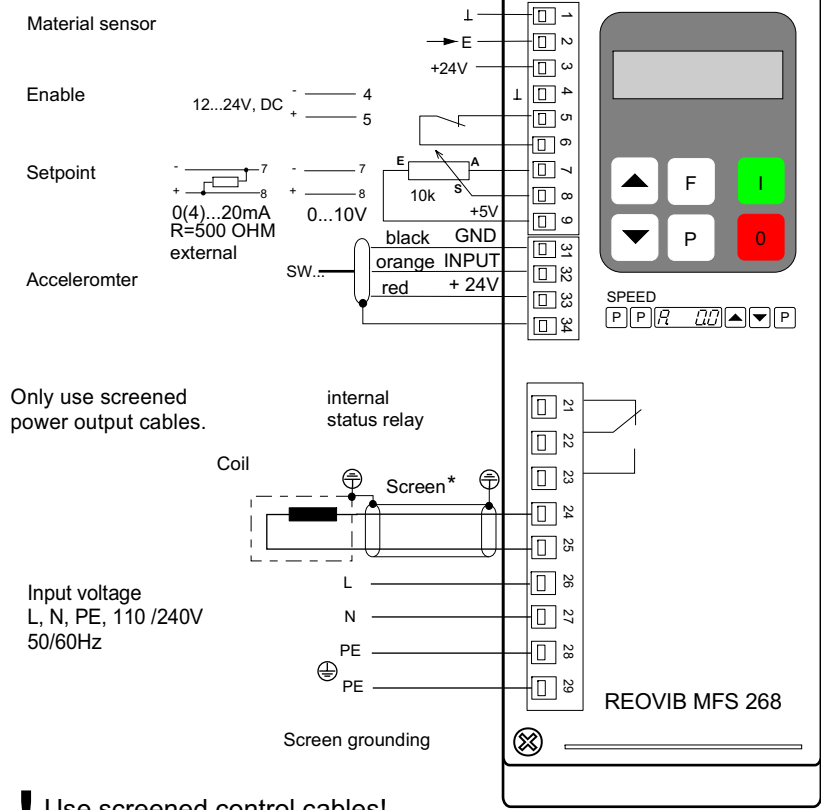 Material sensor
⊥
1
E
2
+24V
3
Enable
12...24V, DC
-
4
+
5
⊥
4
5
6
Setpoint
-
7
+
8
-
7
+
8
0(4)...20mA
R=500 OHM
external
0...10V
E
A
S
10k
+5V
7
8
9
Acceleromter
SW...
black GND
orange INPUT
red + 24V
31
32
33
34
F
I
P
0
SPEED
P P A 0.0 P
Only use screened
power output cables.
internal
status relay
21
22
23
Coil
Screen*
24
25
Input voltage
L, N, PE, 110 /240V
50/60Hz
L
26
N
27
PE
28
PE
29
REOVIB MFS 268
Screen grounding
! Use screened control cables!